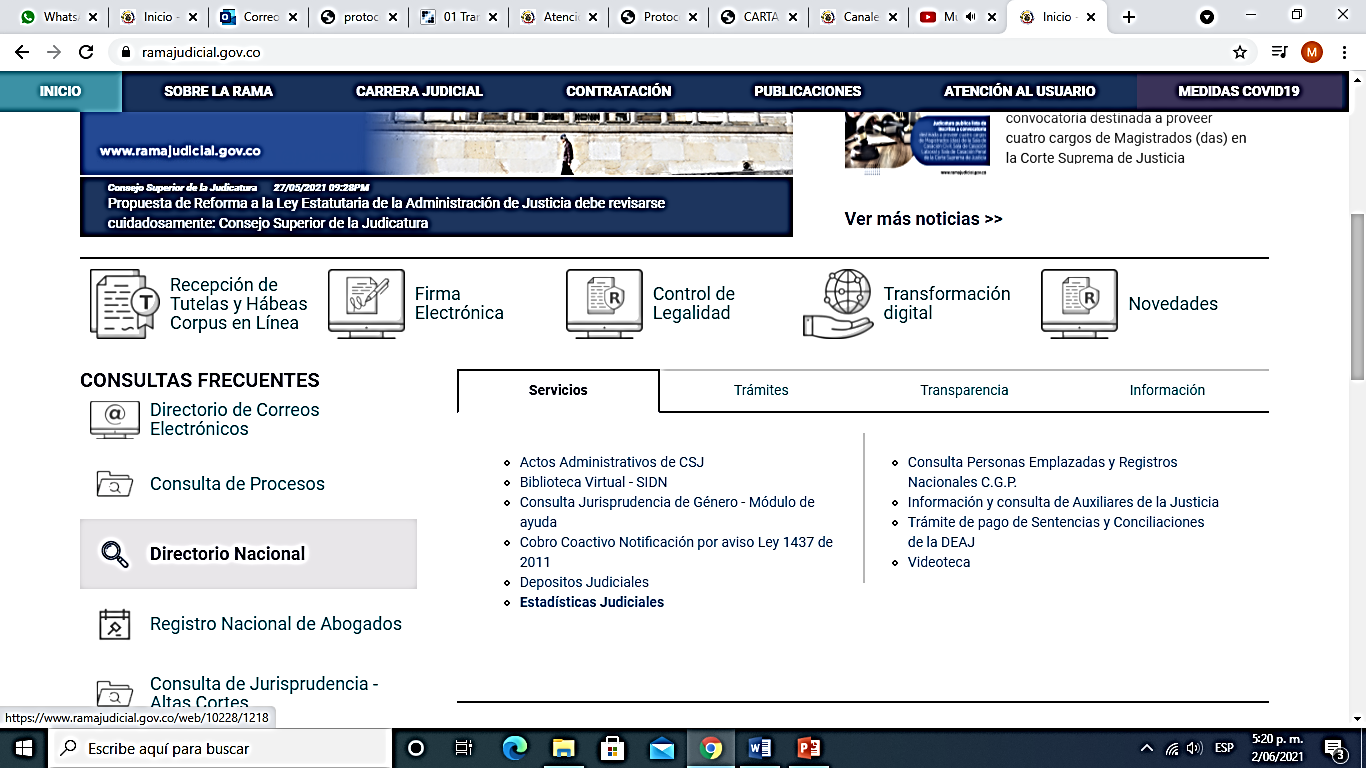 Whats
Inicio -
Correo
protoc
01 Tran
Atenció
Protoc
CARTA
Canale
Mú
Inicio -
ramajudicial.gov.co
M
INICIO
SOBRE LA RAMA
CARRERA JUDICIAL
CONTRATACIÓN
PUBLICACIONES
ATENCIÓN AL USUARIO
MEDIDAS COVID19
www.ramajudicial.gov.co
convocatoria destinada a proveer
cuatro cargos de Magistrados (das) en
la Corte Suprema de Justicia
Consejo Superior de la Judicatura 27/05/2021 09:28PM
Propuesta de Reforma a la Ley Estatutaria de la Administración de Justicia debe revisarse
cuidadosamente: Consejo Superior de la Judicatura
Ver más noticias >>
Recepción de
Tutelas y Hábeas
Corpus en Línea
Firma
Electrónica
Control de
Legalidad
Transformación
digital
Novedades
CONSULTAS FRECUENTES
Directorio de Correos
Electrónicos
Consulta de Procesos
Directorio Nacional
Registro Nacional de Abogados
Consulta de Jurisprudencia -
Altas Cortes
Servicios
Trámites
Transparencia
Información
Actos Administrativos de CSJ
Biblioteca Virtual - SIDN
Consulta Jurisprudencia de Género - Módulo de
ayuda
Cobro Coactivo Notificación por aviso Ley 1437 de
2011
Depositos Judiciales
Estadísticas Judiciales
Consulta Personas Emplazadas y Registros
Nacionales C.G.P.
Información y consulta de Auxiliares de la Justicia
Trámite de pago de Sentencias y Conciliaciones
de la DEAJ
Videoteca
https://www.ramajudicial.gov.co/web/10228/1218
Escribe aquí para buscar
ESP
5:20 p. m.
2/06/2021
3